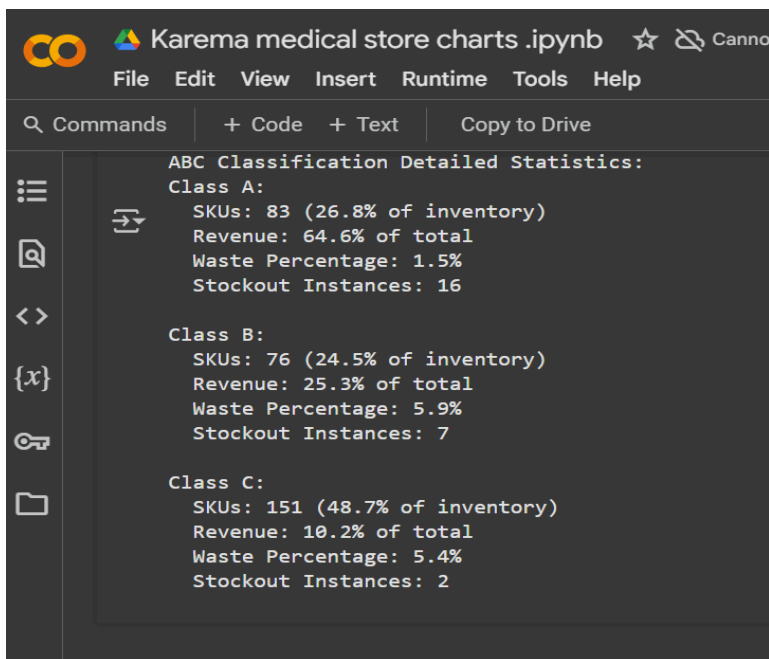 Karema medical store charts .ipynb
Canno
File Edit View Insert Runtime Tools Help
Commands + Code + Text Copy to Drive
ABC Classification Detailed Statistics:
Class A:
SKUs: 83 (26.8% of inventory)
Revenue: 64.6% of total
Waste Percentage: 1.5%
Stockout Instances: 16
Class B:
SKUs: 76 (24.5% of inventory)
Revenue: 25.3% of total
Waste Percentage: 5.9%
Stockout Instances: 7
Class C:
SKUs: 151 (48.7% of inventory)
Revenue: 10.2% of total
Waste Percentage: 5.4%
Stockout Instances: 2